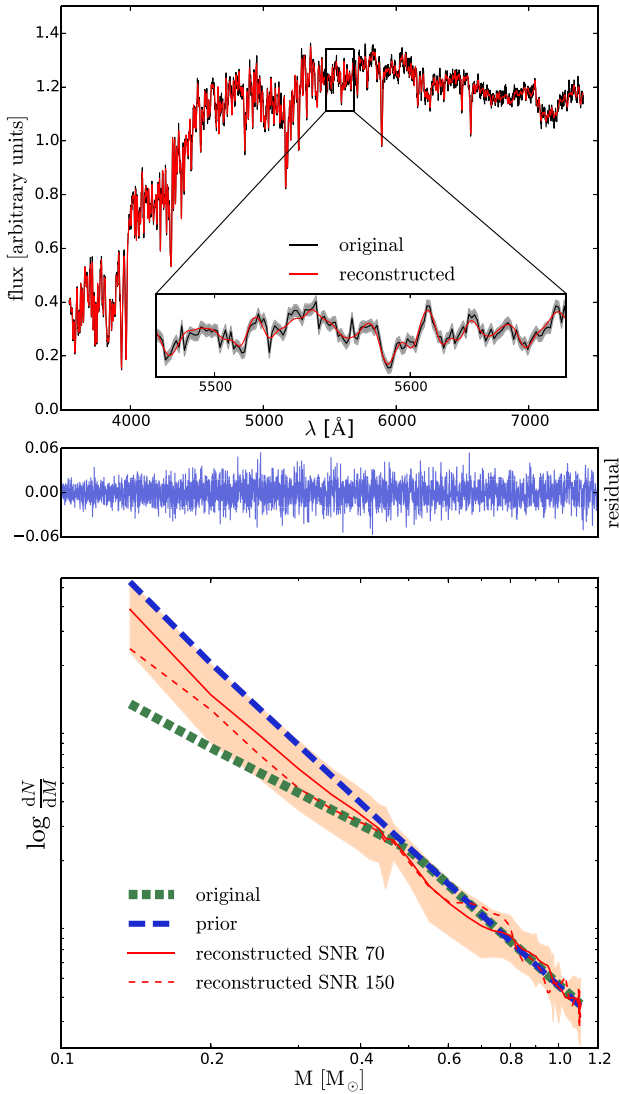 1.4
1.2
1.0
0.8
0.6
0.4
0.2
0.0
flux [arbitrary units]
original
reconstructed
5500 5600
4000 5000 6000 7000
λ [Å]
0.06
0.00
−0.06
residual
log dN/dM
original
prior
reconstructed SNR 70
reconstructed SNR 150
0.1 0.2 0.4 0.6 0.8 1.0 1.2
M [M⊙]